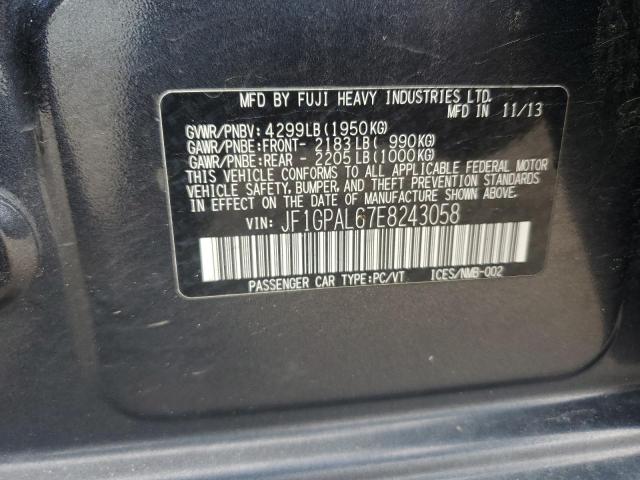 MFD BY FUJI HEAVY INDUSTRIES LTD.
MFD IN 11/13
GVWR/PNBV: 4299LB(1950KG)
GAWR/PNBE:FRONT- 2183LB( 990KG)
GAWR/PNBE:REAR - 2205LB(1000KG)
THIS VEHICLE CONFORMS TO ALL APPLICABLE FEDERAL MOTOR
VEHICLE SAFETY, BUMPER, AND THEFT PREVENTION STANDARDS
IN EFFECT ON THE DATE OF MANUFACTURE SHOWN ABOVE.
VIN: JF1GPAL67E8243058
PASSENGER CAR TYPE:PC/VT ICES/NMB-002